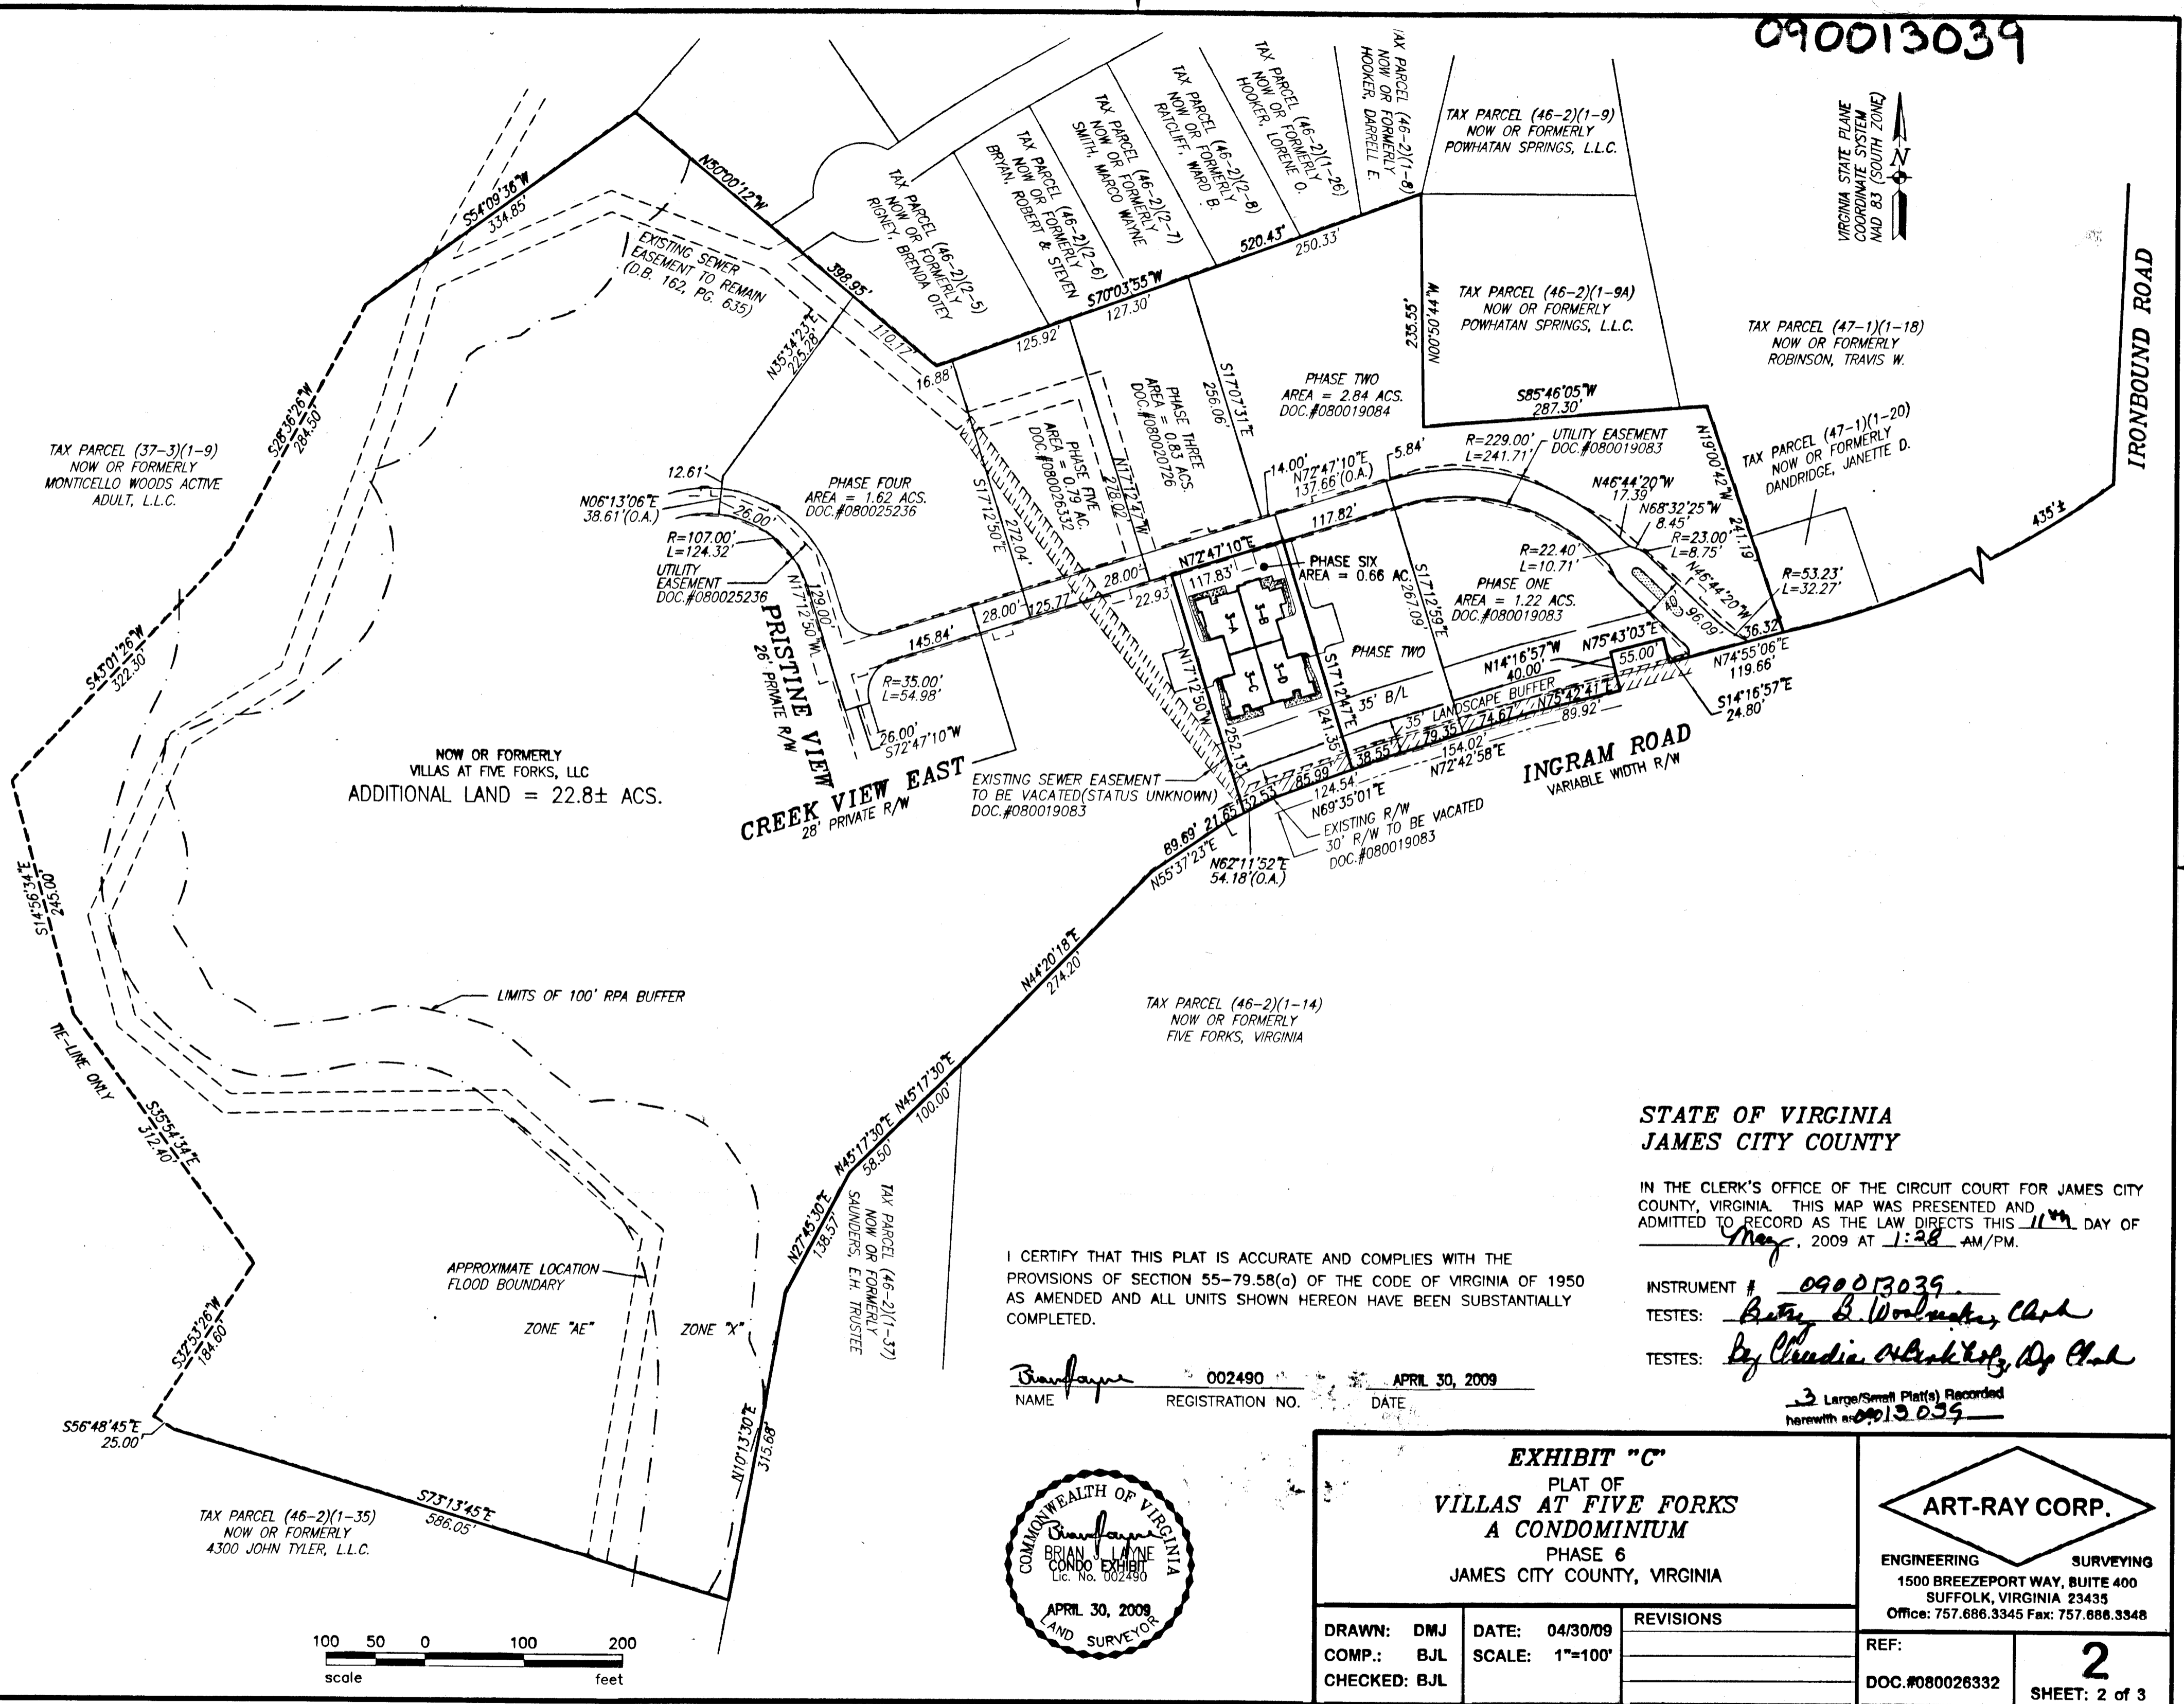 090013039
VIRGINIA STATE PLANE
COORDINATE SYSTEM
NAD 83 (SOUTH ZONE)
N
IRONBOUND ROAD
435'±
TAX PARCEL (46-2)(1-8)
NOW OR FORMERLY
HOOKER, DARRELL E.
TAX PARCEL (46-2)(1-26)
NOW OR FORMERLY
HOOKER, LORENE O.
TAX PARCEL (46-2)(2-8)
NOW OR FORMERLY
RATCLIFF, WARD B.
TAX PARCEL (46-2)(2-7)
NOW OR FORMERLY
SMITH, MARCO WAYNE
TAX PARCEL (46-2)(2-6)
NOW OR FORMERLY
BRYAN, ROBERT & STEVEN
TAX PARCEL (46-2)(2-5)
NOW OR FORMERLY
RIGNEY, BRENDA OTEY
TAX PARCEL (46-2)(1-9)
NOW OR FORMERLY
POWHATAN SPRINGS, L.L.C.
TAX PARCEL (46-2)(1-9A)
NOW OR FORMERLY
POWHATAN SPRINGS, L.L.C.
TAX PARCEL (47-1)(1-18)
NOW OR FORMERLY
ROBINSON, TRAVIS W.
TAX PARCEL (47-1)(1-20)
NOW OR FORMERLY
DANDRIDGE, JANETTE D.
S54°09'36"W
334.85'
N50°00'12"W
398.95'
EXISTING SEWER
EASEMENT TO REMAIN
(D.B. 162, PG. 635)
N35°34'23"E
225.28'
110.17'
16.88'
125.92'
S70°03'55"W
127.30'
520.43'
250.33'
235.55'
N00°50'44"W
S85°46'05"W
287.30'
N19°00'42"W
241.19'
S28°36'26"W
284.50'
TAX PARCEL (37-3)(1-9)
NOW OR FORMERLY
MONTICELLO WOODS ACTIVE
ADULT, L.L.C.
12.61'
N06°13'06"E
38.61'(O.A.)
26.00'
R=107.00'
L=124.32'
UTILITY
EASEMENT
DOC.#080025236
PHASE FOUR
AREA = 1.62 ACS.
DOC.#080025236
S17°12'50"E
272.04'
PHASE FIVE
AREA = 0.79 AC.
DOC.#080026332
N17°12'47"W
278.02'
PHASE THREE
AREA = 0.83 ACS.
DOC.#080020726
S17°07'31"E
256.06'
PHASE TWO
AREA = 2.84 ACS.
DOC.#080019084
14.00'
N72°47'10"E
137.66'(O.A.)
5.84'
R=229.00'
L=241.71'
UTILITY EASEMENT
DOC.#080019083
N46°44'20"W
17.39'
N68°32'25"W
8.45'
R=23.00'
L=8.75'
R=22.40'
L=10.71'
N46°44'20"W
96.09'
49
R=53.23'
L=32.27'
36.32'
N74°55'06"E
119.66'
S14°16'57"E
24.80'
117.82'
N72°47'10"E
117.83'
PHASE SIX
AREA = 0.66 AC.
PHASE ONE
AREA = 1.22 ACS.
DOC.#080019083
S17°12'59"E
267.09'
N75°43'03"E
55.00'
N14°16'57"W
40.00'
PHASE TWO
3-A
3-B
3-C
3-D
N17°12'50"W
252.13'
S17°12'47"E
241.35'
35' B/L
35' LANDSCAPE BUFFER
N75°42'41"E
89.92'
74.67'
79.35'
154.02'
N72°42'58"E
38.55'
85.99'
124.54'
N69°35'01"E
32.53'
21.65'
N62°11'52"E
54.18'(O.A.)
89.69'
N55°37'23"E
INGRAM ROAD
VARIABLE WIDTH R/W
EXISTING R/W
30' R/W TO BE VACATED
DOC.#080019083
EXISTING SEWER EASEMENT
TO BE VACATED(STATUS UNKNOWN)
DOC.#080019083
28.00'
22.93'
125.77'
28.00'
145.84'
R=35.00'
L=54.98'
26.00'
S72°47'10"W
N17°12'50"W
129.00'
PRISTINE VIEW
26' PRIVATE R/W
CREEK VIEW EAST
28' PRIVATE R/W
S43°01'26"W
322.30'
NOW OR FORMERLY
VILLAS AT FIVE FORKS, LLC
ADDITIONAL LAND = 22.8± ACS.
S14°56'34"E
245.00'
LIMITS OF 100' RPA BUFFER
TIE-LINE ONLY
S35°54'34"E
312.40'
N44°20'18"E
274.20'
TAX PARCEL (46-2)(1-14)
NOW OR FORMERLY
FIVE FORKS, VIRGINIA
N45°17'30"E
100.00'
N45°17'30"E
58.50'
N27°45'30"E
138.57'
TAX PARCEL (46-2)(1-37)
NOW OR FORMERLY
SAUNDERS, E.H. TRUSTEE
APPROXIMATE LOCATION
FLOOD BOUNDARY
ZONE "AE"
ZONE "X"
S32°53'26"W
184.60'
S56°48'45"E
25.00'
S73°13'45"E
586.05'
N10°13'30"E
315.68'
TAX PARCEL (46-2)(1-35)
NOW OR FORMERLY
4300 JOHN TYLER, L.L.C.
100 50 0 100 200
scale feet
I CERTIFY THAT THIS PLAT IS ACCURATE AND COMPLIES WITH THE
PROVISIONS OF SECTION 55-79.58(a) OF THE CODE OF VIRGINIA OF 1950
AS AMENDED AND ALL UNITS SHOWN HEREON HAVE BEEN SUBSTANTIALLY
COMPLETED.
002490 APRIL 30, 2009
NAME REGISTRATION NO. DATE
COMMONWEALTH OF VIRGINIA
BRIAN J. LAYNE
CONDO EXHIBIT
Lic. No. 002490
APRIL 30, 2009
LAND SURVEYOR
STATE OF VIRGINIA
JAMES CITY COUNTY
IN THE CLERK'S OFFICE OF THE CIRCUIT COURT FOR JAMES CITY
COUNTY, VIRGINIA. THIS MAP WAS PRESENTED AND
ADMITTED TO RECORD AS THE LAW DIRECTS THIS 11th DAY OF
May, 2009 AT 1:28 AM/PM.
INSTRUMENT # 090013039
TESTES: Betsy B. Woolridge, Clerk
TESTES: By Claudia Dp Clerk
3 Large/Small Plat(s) Recorded
herewith as 09013039
EXHIBIT "C"
PLAT OF
VILLAS AT FIVE FORKS
A CONDOMINIUM
PHASE 6
JAMES CITY COUNTY, VIRGINIA
DRAWN: DMJ
COMP.: BJL
CHECKED: BJL
DATE: 04/30/09
SCALE: 1"=100'
REVISIONS
ART-RAY CORP.
ENGINEERING SURVEYING
1500 BREEZEPORT WAY, SUITE 400
SUFFOLK, VIRGINIA 23435
Office: 757.686.3345 Fax: 757.686.3348
REF:
DOC.#080026332
2
SHEET: 2 of 3